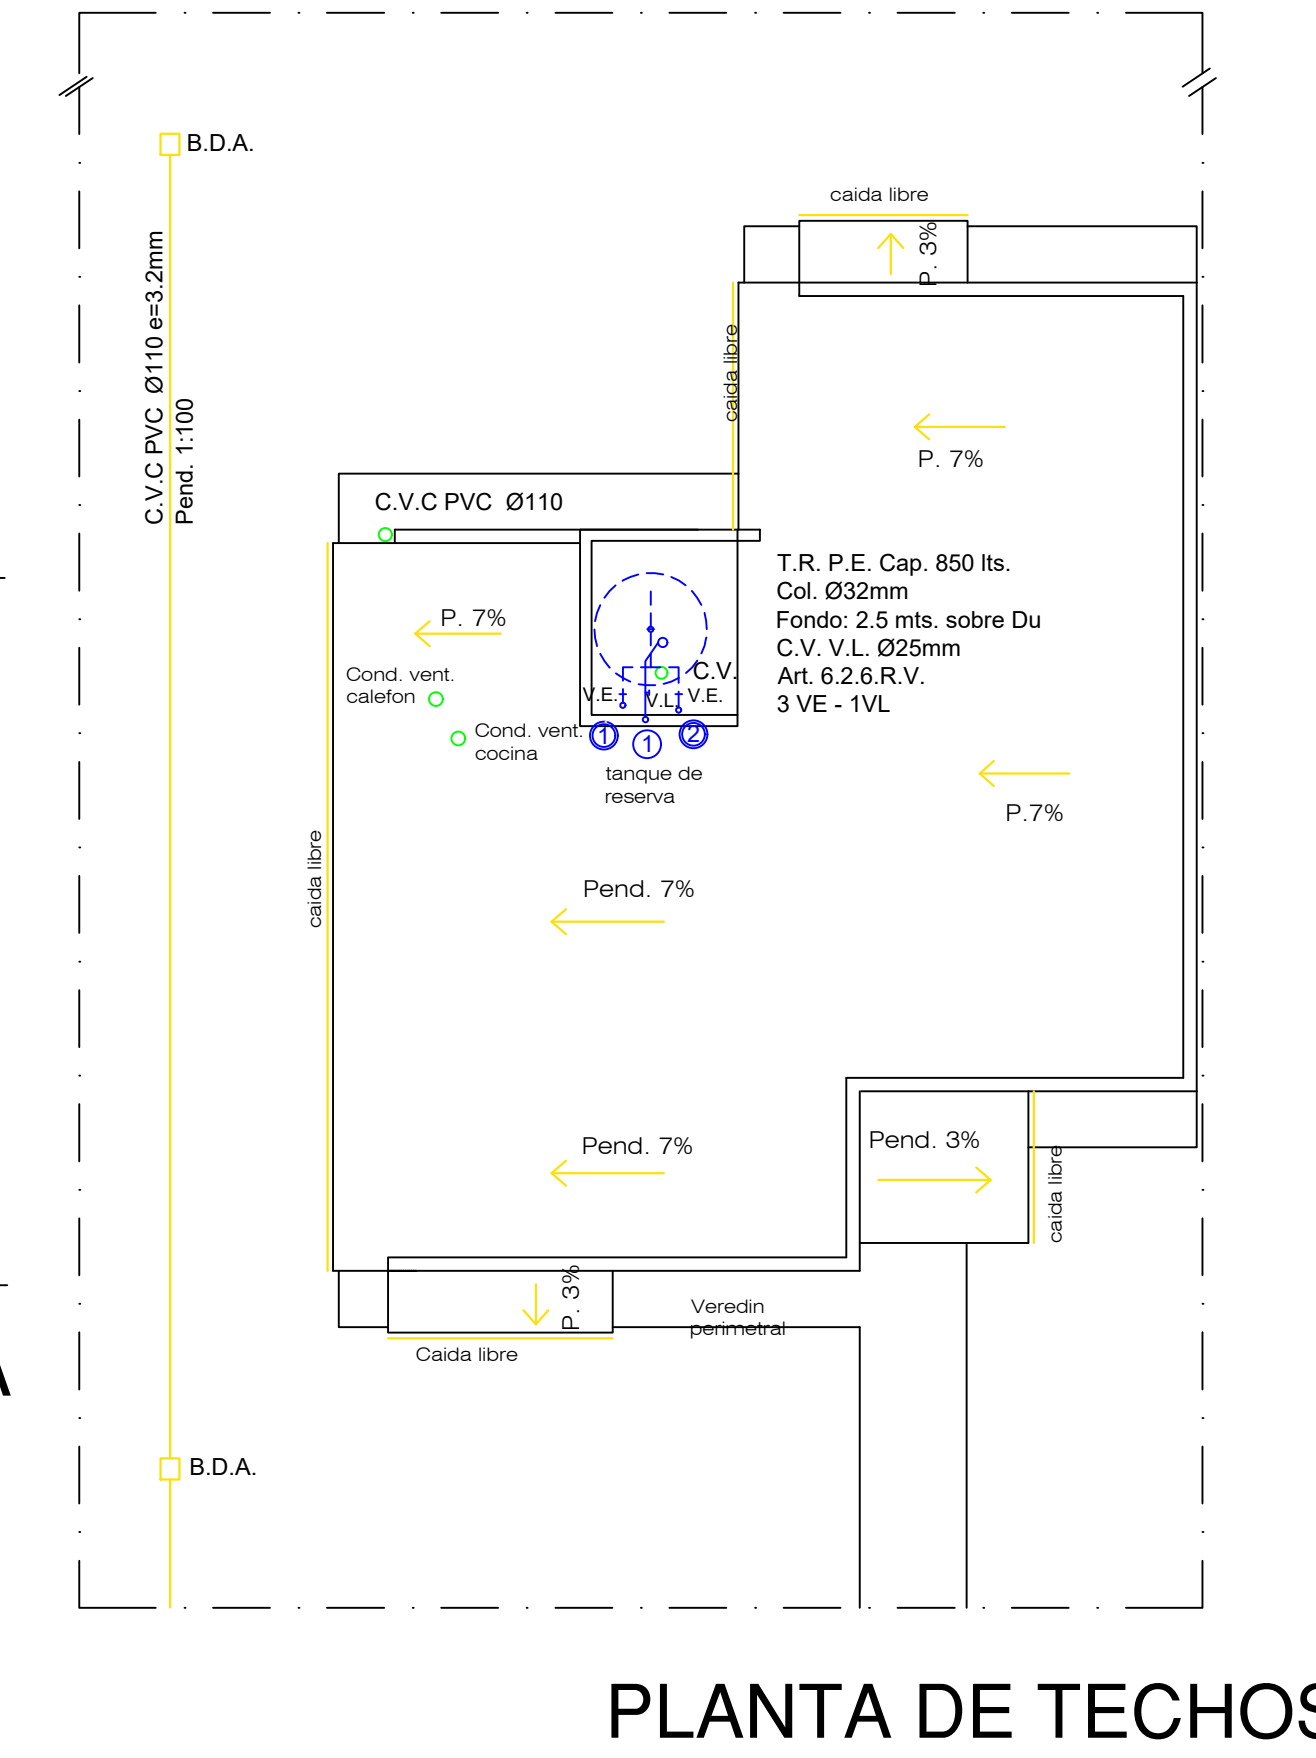 B.D.A.
caida libre
P. 3%
C.V.C PVC Ø110 e=3.2mm
Pend. 1:100
caida libre
P. 7%
C.V.C PVC Ø110
T.R. P.E. Cap. 850 lts.
Col. Ø32mm
Fondo: 2.5 mts. sobre Du
C.V. V.L. Ø25mm
Art. 6.2.6.R.V.
3 VE - 1VL
P. 7%
Cond. vent.
calefon
C.V.
V.E.
V.L.
V.E.
Cond. vent.
cocina
1
1
2
tanque de
reserva
P.7%
caida libre
Pend. 7%
Pend. 7%
Pend. 3%
caida libre
P. 3%
Veredin
perimetral
Caida libre
A
B.D.A.
PLANTA DE TECHOS